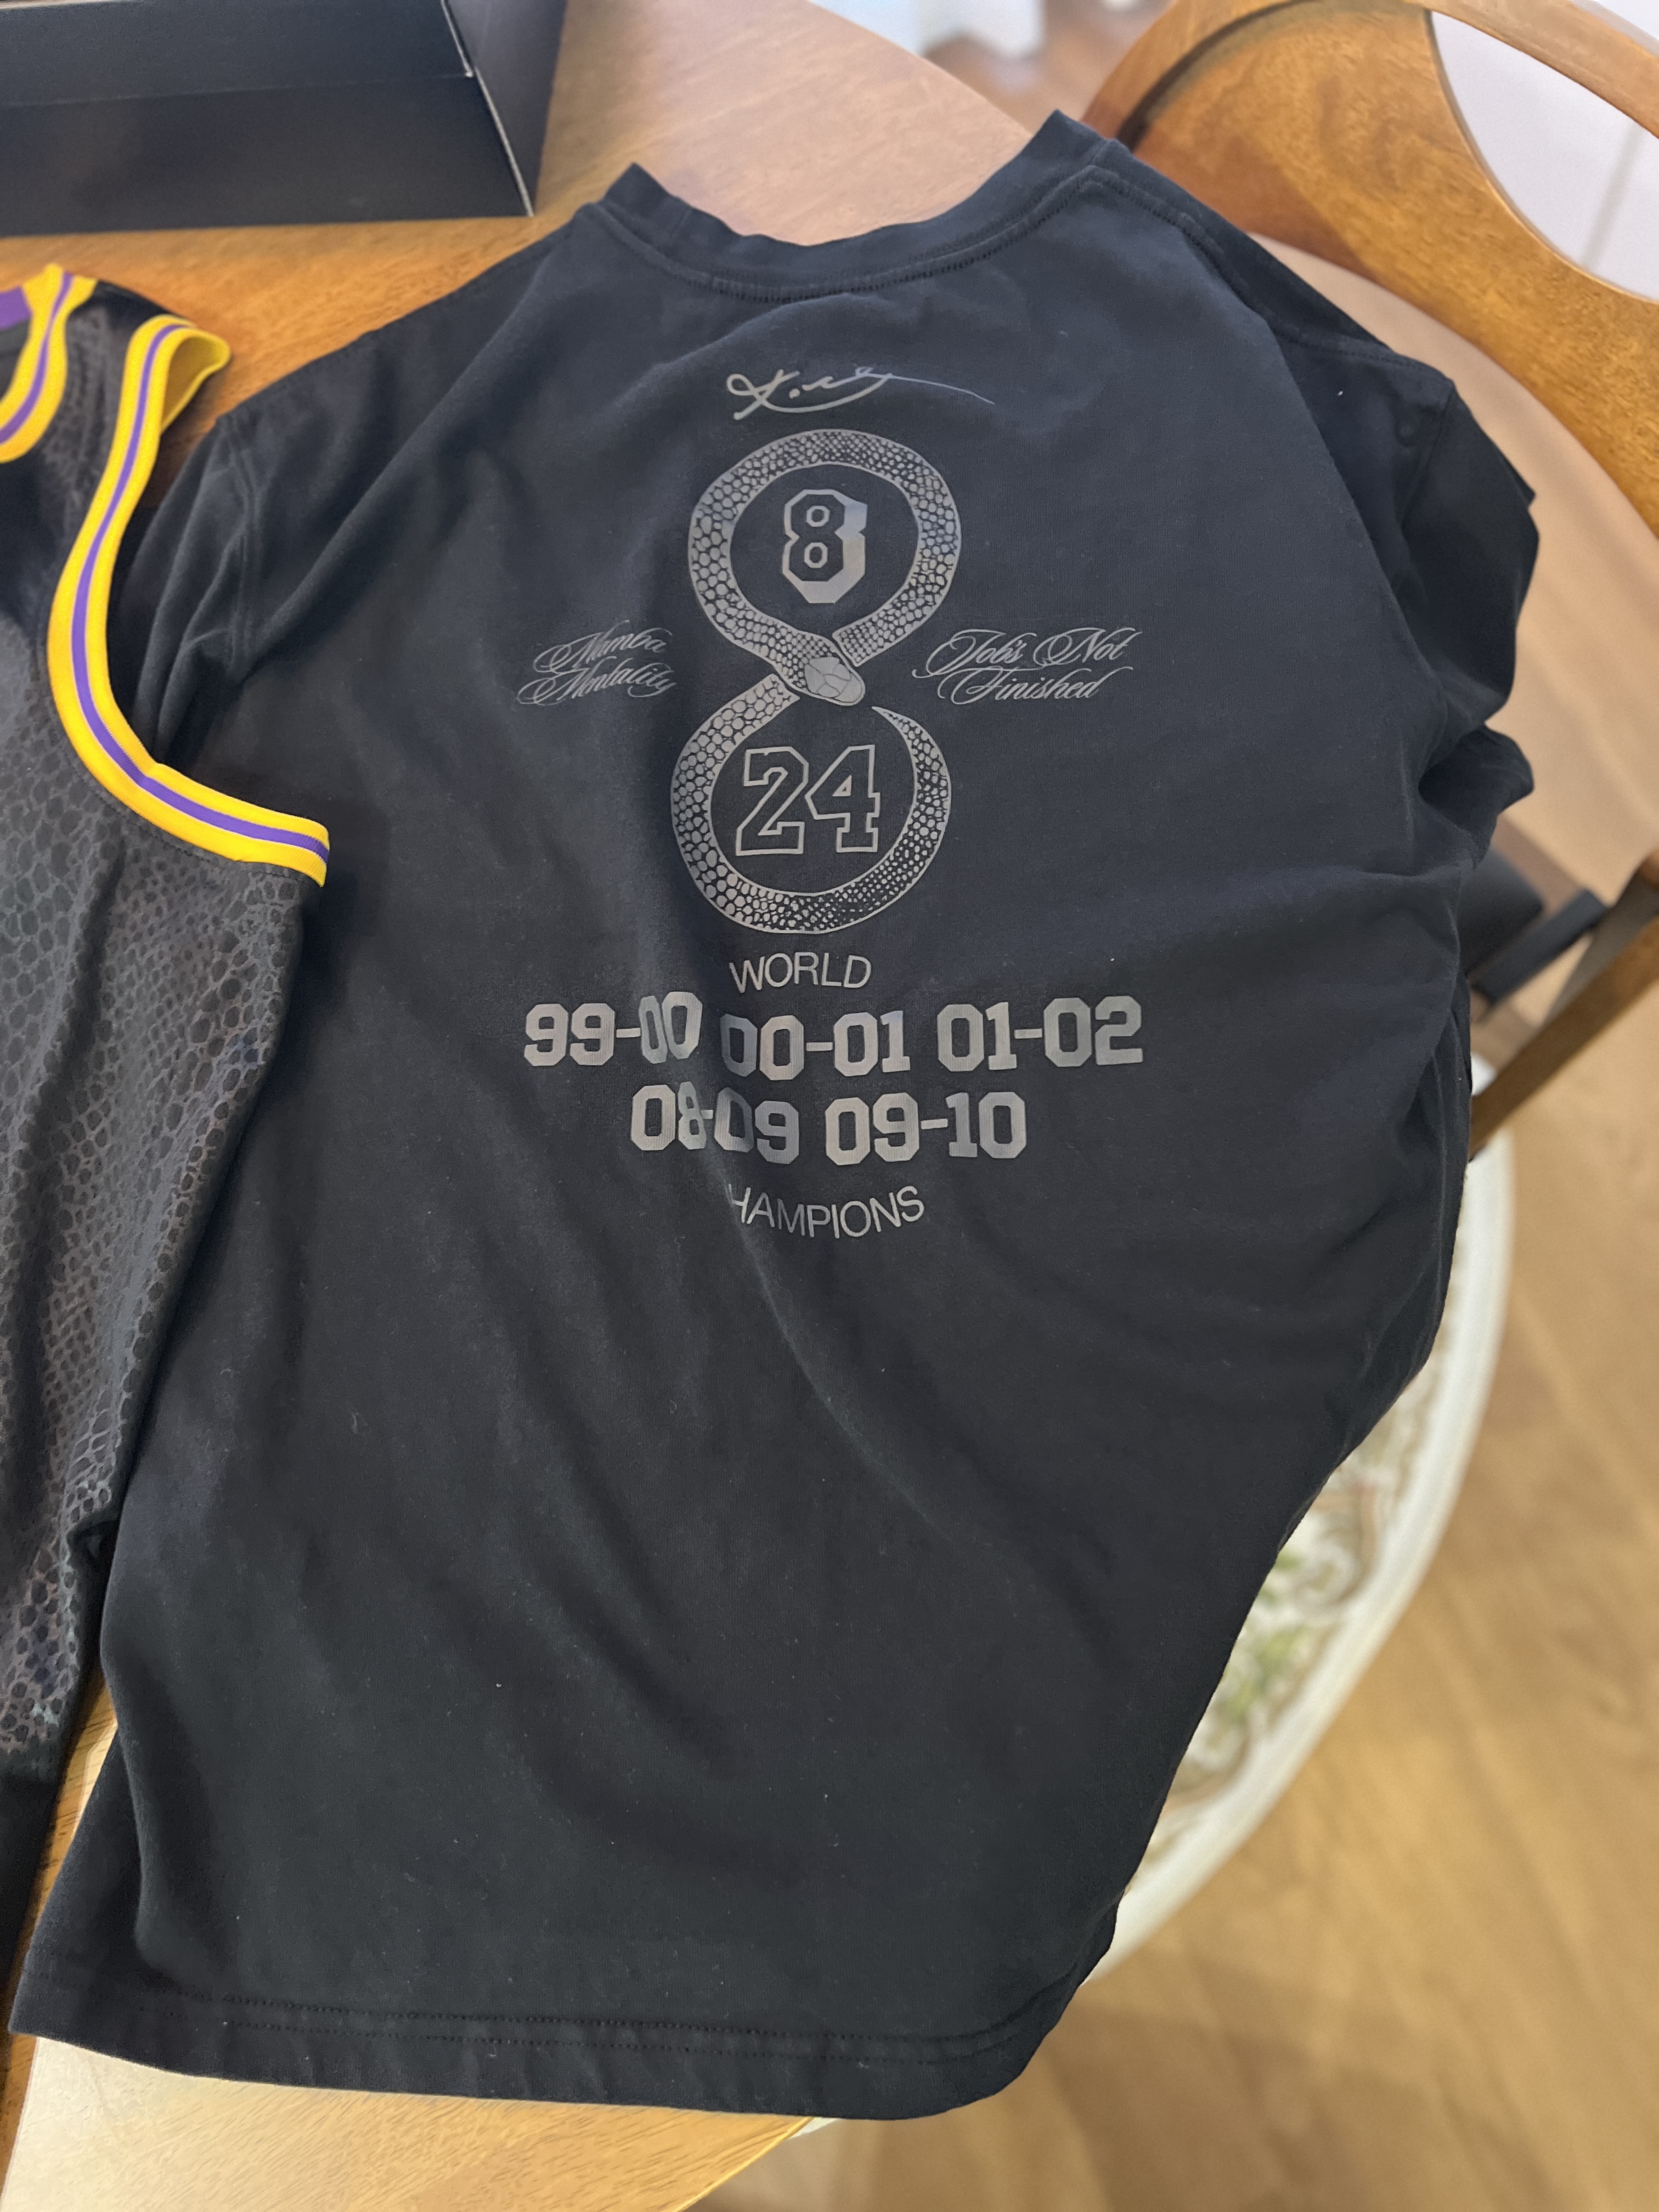 8
Mamba
Mentality
Job's Not
Finished
24
WORLD
99-00 00-01 01-02
08-09 09-10
HAMPIONS